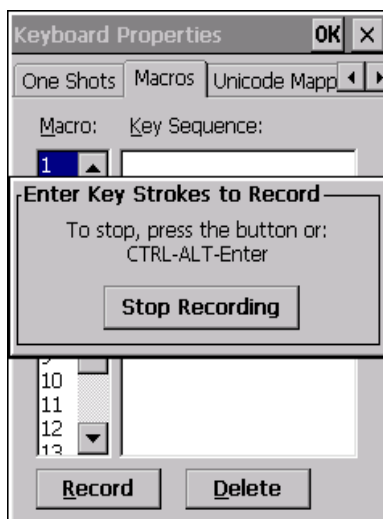 Keyboard Properties OK ×
One Shots Macros Unicode Mapp
Macro: Key Sequence:
1
Enter Key Strokes to Record
To stop, press the button or:
CTRL-ALT-Enter
Stop Recording
10
11
12
13
Record Delete